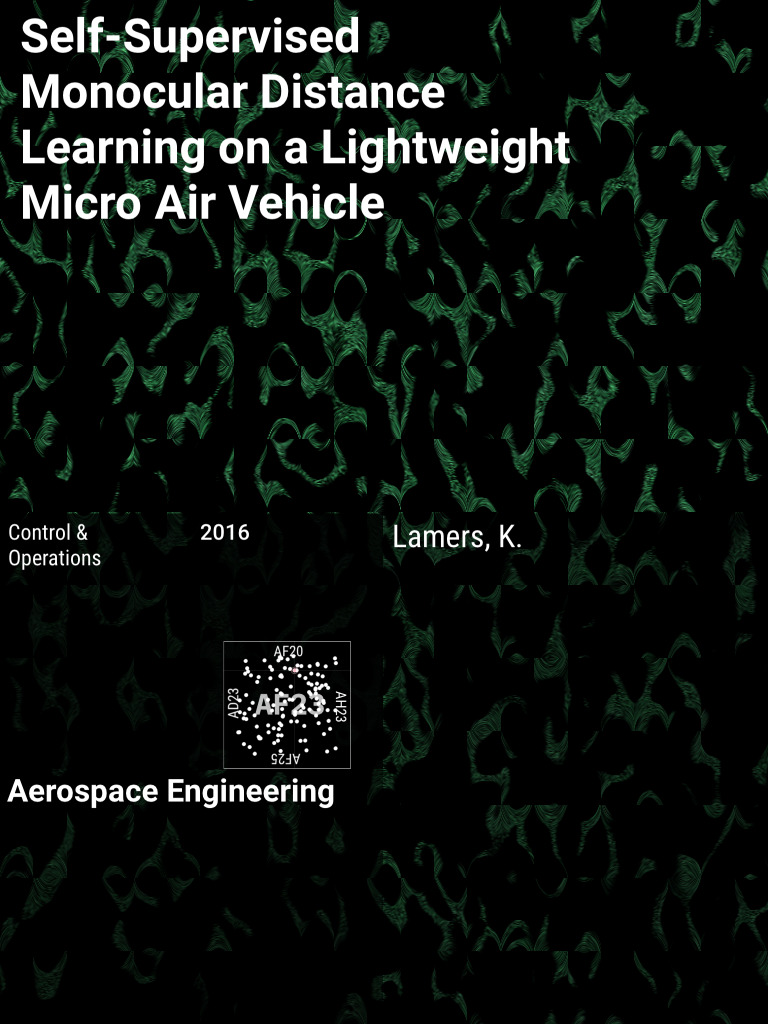 Self-Supervised
Monocular Distance
Learning on a Lightweight
Micro Air Vehicle
Control &
Operations
2016
Lamers, K.
AF20
AD23
AF23
AH23
AF25
Aerospace Engineering